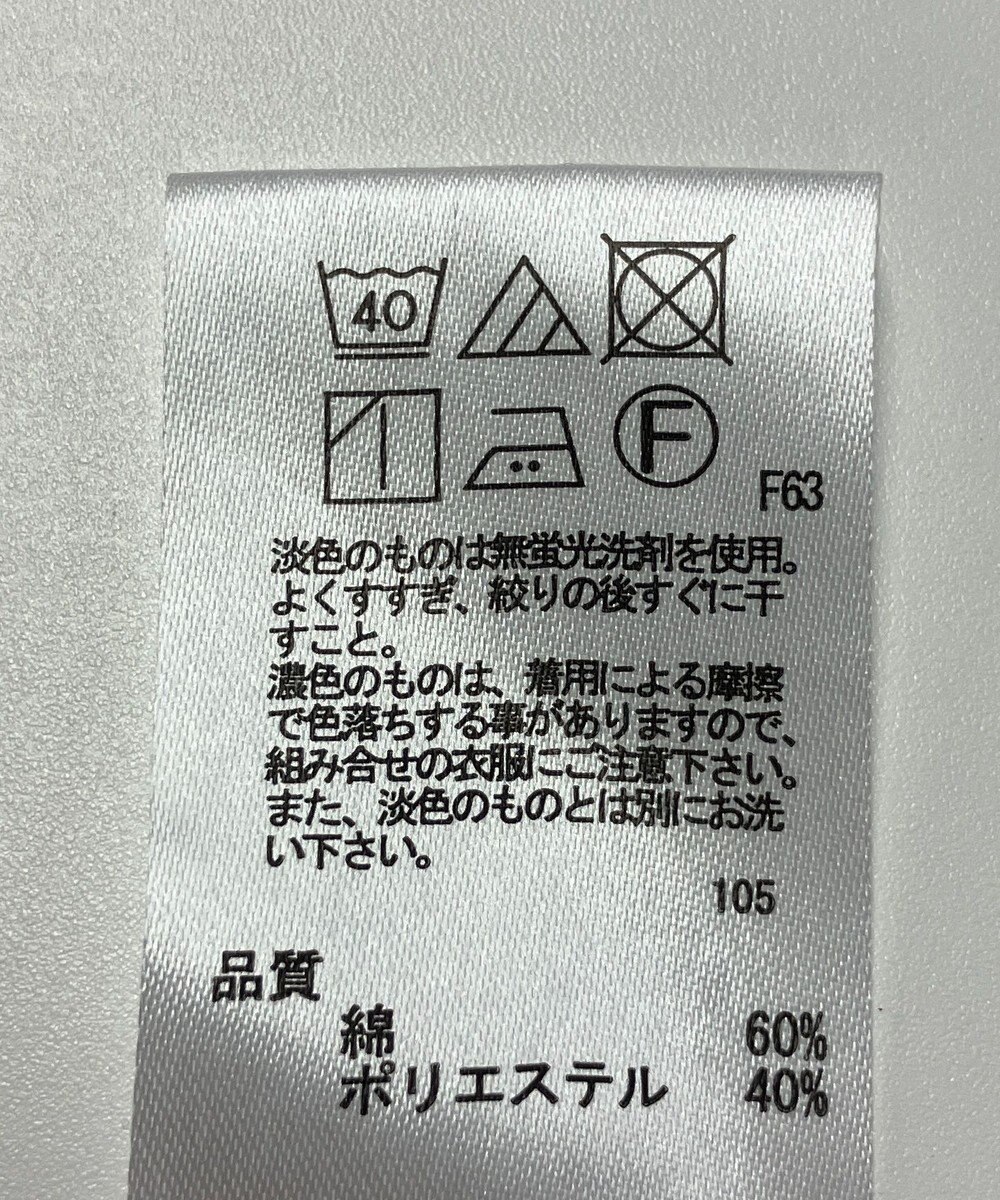 40
F
F63
淡色のものは無蛍光洗剤を使用。
よくすすぎ、絞りの後すぐに干
すこと。
濃色のものは、着用による摩擦
で色落ちする事がありますので、
組み合せの衣服にご注意下さい。
また、淡色のものとは別にお洗
い下さい。
105
品質
綿 60%
ポリエステル 40%